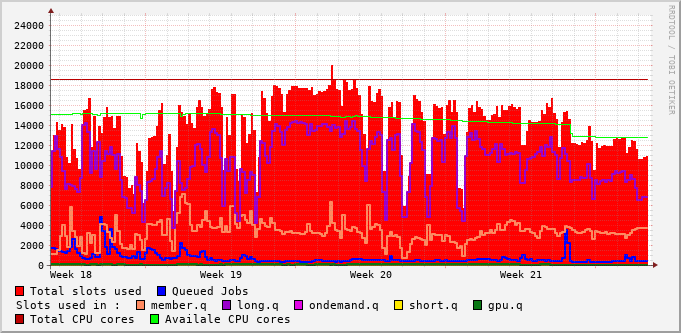 RRDTOOL / TOBI OETIKER
24000
22000
20000
18000
16000
14000
12000
10000
8000
6000
4000
2000
0
Week 18 Week 19 Week 20 Week 21
Total slots used Queued Jobs
Slots used in : member.q long.q ondemand.q short.q gpu.q
Total CPU cores Availale CPU cores